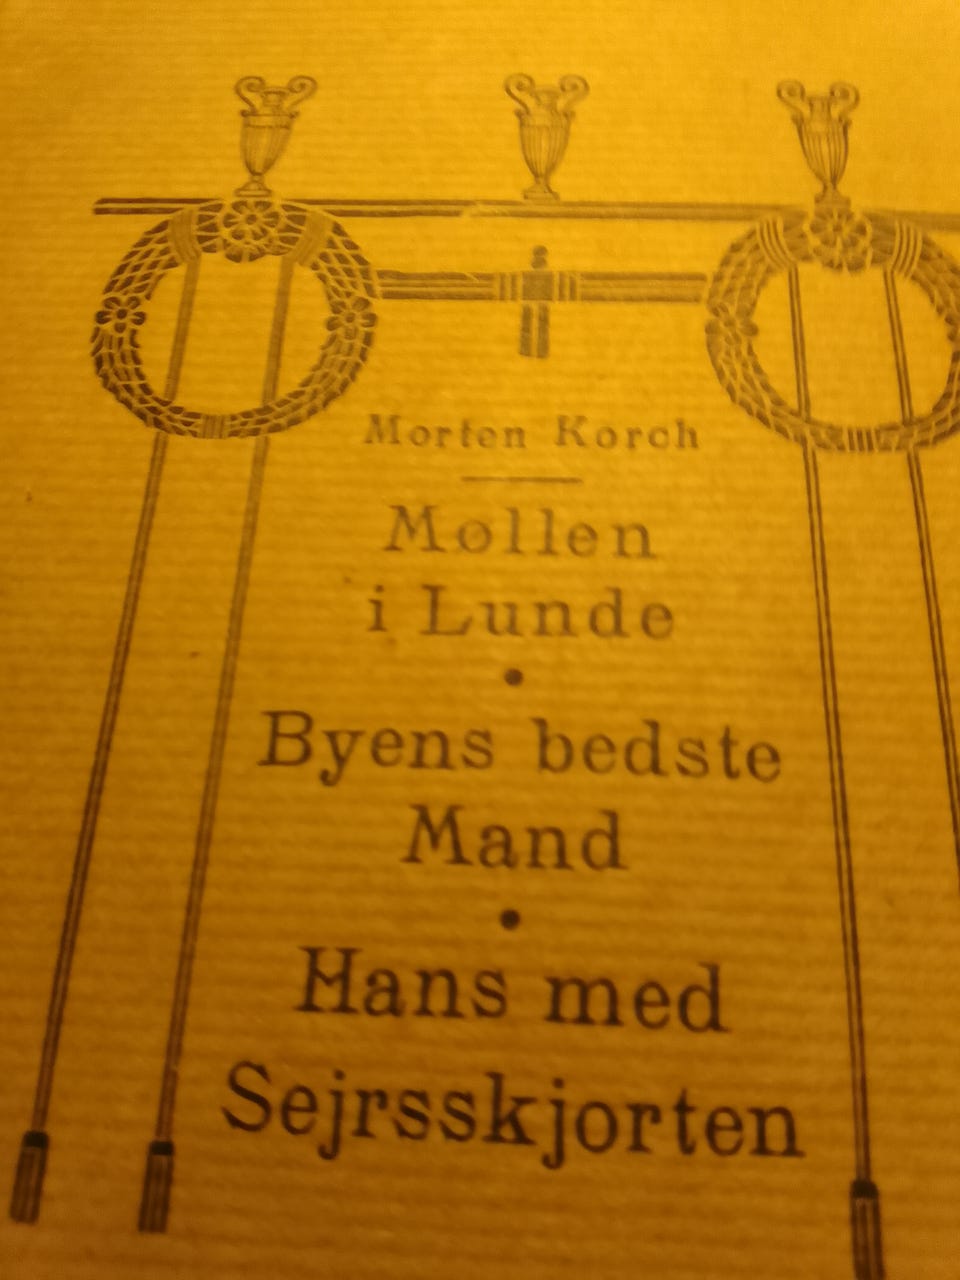 Morten Korch
Møllen
i Lunde
•
Byens bedste
Mand
•
Hans med
Sejrsskjorten